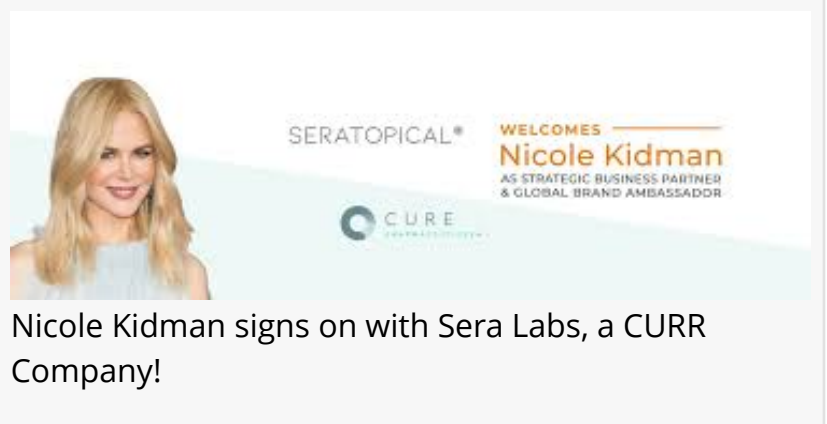 SERATOPICAL®
WELCOMES
Nicole Kidman
AS STRATEGIC BUSINESS PARTNER
& GLOBAL BRAND AMBASSADOR
CURE
Nicole Kidman signs on with Sera Labs, a CURR
Company!